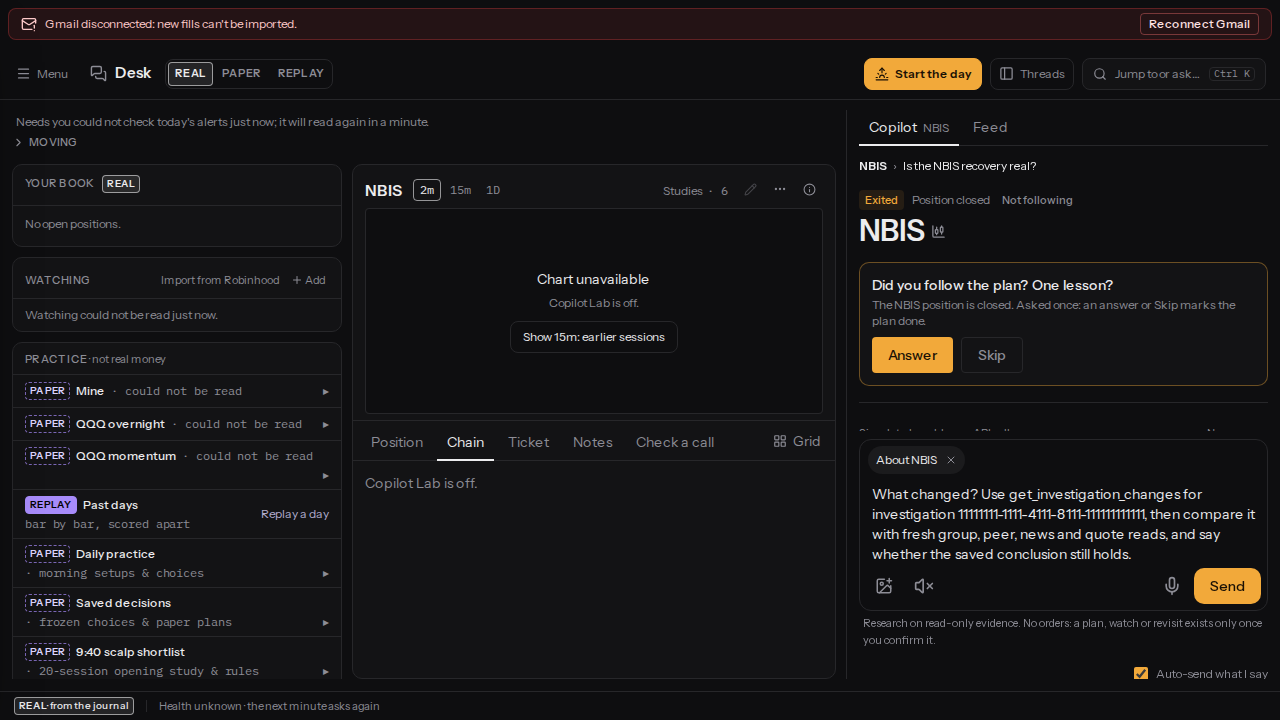 Gmail disconnected: new fills can't be imported.
Reconnect Gmail
Menu
Desk
REAL
PAPER
REPLAY
Start the day
Threads
Jump to or ask...
Ctrl K
Needs you could not check today's alerts just now; it will read again in a minute.
MOVING
YOUR BOOK REAL
No open positions.
WATCHING
Import from Robinhood
+ Add
Watching could not be read just now.
PRACTICE · not real money
PAPER Mine · could not be read
PAPER QQQ overnight · could not be read
PAPER QQQ momentum · could not be read
REPLAY Past days
bar by bar, scored apart
Replay a day
PAPER Daily practice
· morning setups & choices
PAPER Saved decisions
· frozen choices & paper plans
PAPER 9:40 scalp shortlist
· 20-session opening study & rules
NBIS
2m
15m
1D
Studies · 6
Chart unavailable
Copilot Lab is off.
Show 15m: earlier sessions
Position
Chain
Ticket
Notes
Check a call
Grid
Copilot Lab is off.
Copilot NBIS
Feed
NBIS › Is the NBIS recovery real?
Exited
Position closed
Not following
NBIS
Did you follow the plan? One lesson?
The NBIS position is closed. Asked once: an answer or Skip marks the
plan done.
Answer
Skip
About NBIS
What changed? Use get_investigation_changes for
investigation 11111111-1111-4111-8111-111111111111, then compare it
with fresh group, peer, news and quote reads, and say
whether the saved conclusion still holds.
Send
Research on read-only evidence. No orders: a plan, watch or revisit exists only once
you confirm it.
Auto-send what I say
REAL · from the journal
Health unknown · the next minute asks again